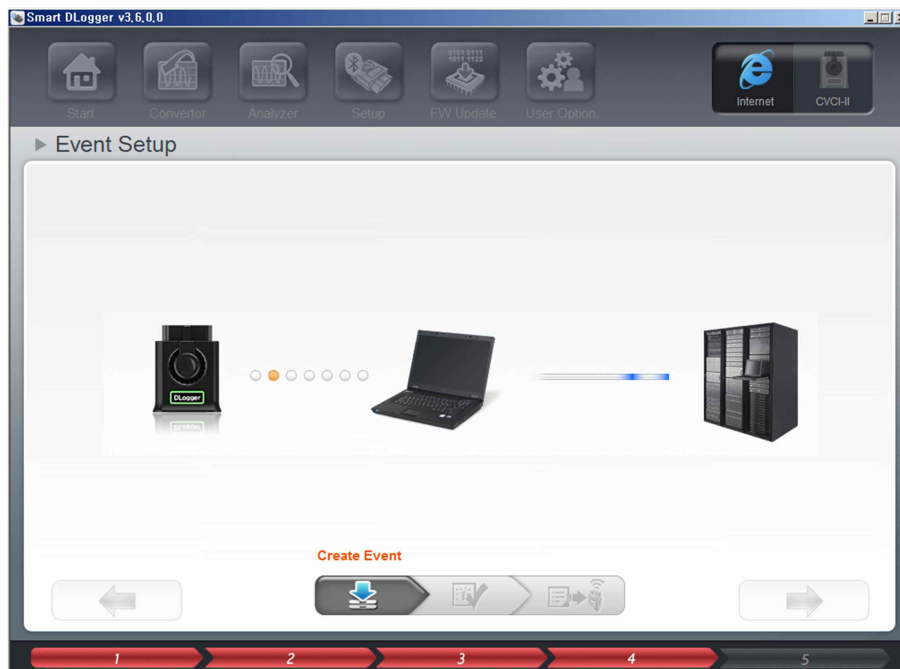 Smart DLogger v3.6.0.0
0101 0111
1011 1122
Start Convertor Analyzer Setup FW Update User Option Internet CVCI-II
Event Setup
DLogger
Create Event
1 2 3 4 5